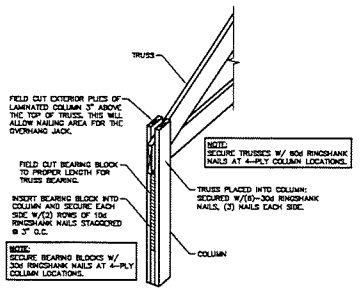 TRUSS
FIELD CUT EXTERIOR PLIES OF
LAMINATED COLUMN 3" ABOVE
THE TOP OF TRUSS. THIS WILL
ALLOW NAILING AREA FOR THE
OVERHANG JACK.
NOTE:
SECURE TRUSSES W/ 60d RINGSHANK
NAILS AT 4-PLY COLUMN LOCATIONS.
FIELD CUT BEARING BLOCK
TO PROPER LENGTH FOR
TRUSS BEARING.
INSERT BEARING BLOCK INTO
COLUMN AND SECURE EACH
SIDE W/(2) ROWS OF 10d
RINGSHANK NAILS STAGGERED
@ 3" O.C.
TRUSS PLACED INTO COLUMN:
SECURED W/(6)-30d RINGSHANK
NAILS, (3) NAILS EACH SIDE.
COLUMN
NOTE:
SECURE BEARING BLOCKS W/
30d RINGSHANK NAILS AT 4-PLY
COLUMN LOCATIONS.